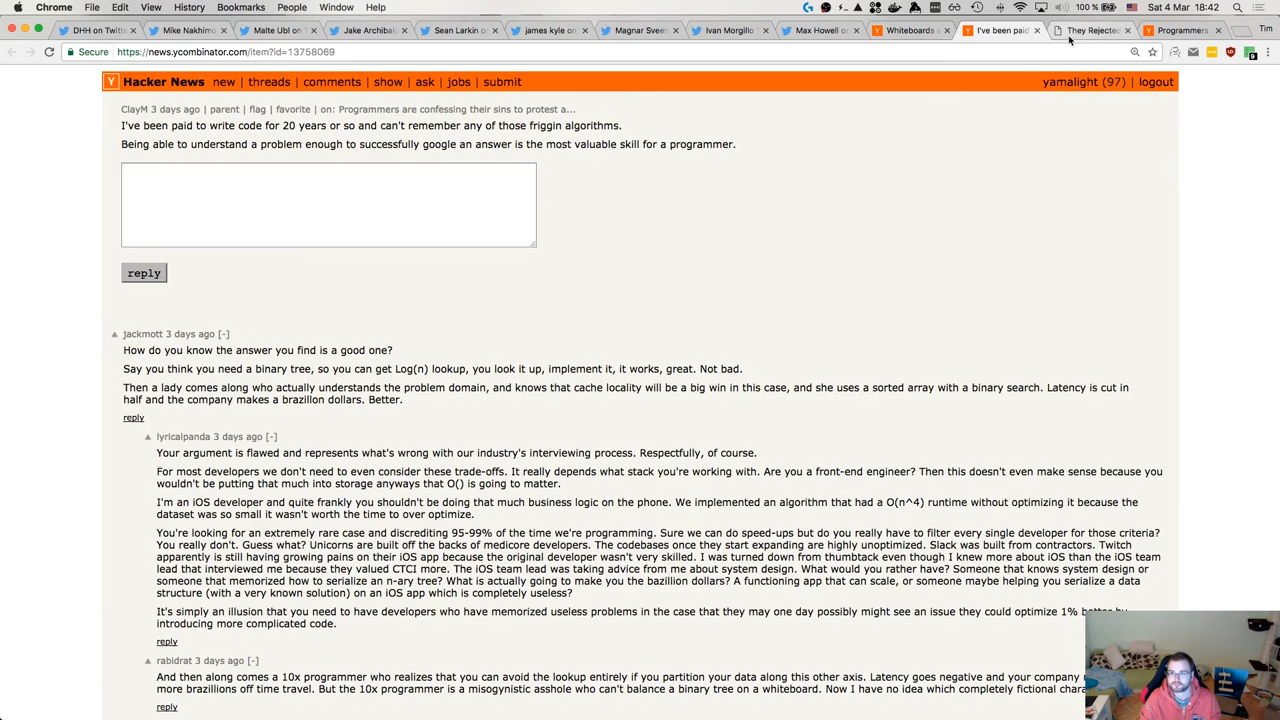 Chrome File Edit View History Bookmarks People Window Help 100 % Sat 4 Mar 18:42
DHH on Twitte Mike Nakhimo Malte Ubl on T Jake Archibal Sean Larkin on james kyle on Magnar Sveen Ivan Morgillo Max Howell on Whiteboards a I've been paid They Rejected Programmers Tim
Secure https://news.ycombinator.com/item?id=13758069
Y Hacker News new | threads | comments | show | ask | jobs | submit yamalight (97) | logout
ClayM 3 days ago | parent | flag | favorite | on: Programmers are confessing their sins to protest a...
I've been paid to write code for 20 years or so and can't remember any of those friggin algorithms.
Being able to understand a problem enough to successfully google an answer is the most valuable skill for a programmer.
reply
jackmott 3 days ago [-]
How do you know the answer you find is a good one?
Say you think you need a binary tree, so you can get Log(n) lookup, you look it up, implement it, it works, great. Not bad.
Then a lady comes along who actually understands the problem domain, and knows that cache locality will be a big win in this case, and she uses a sorted array with a binary search. Latency is cut in
half and the company makes a brazillon dollars. Better.
reply
lyricalpanda 3 days ago [-]
Your argument is flawed and represents what's wrong with our industry's interviewing process. Respectfully, of course.
For most developers we don't need to even consider these trade-offs. It really depends what stack you're working with. Are you a front-end engineer? Then this doesn't even make sense because you
wouldn't be putting that much into storage anyways that O() is going to matter.
I'm an iOS developer and quite frankly you shouldn't be doing that much business logic on the phone. We implemented an algorithm that had a O(n^4) runtime without optimizing it because the
dataset was so small it wasn't worth the time to over optimize.
You're looking for an extremely rare case and discrediting 95-99% of the time we're programming. Sure we can do speed-ups but do you really have to filter every single developer for those criteria?
You really don't. Guess what? Unicorns are built off the backs of medicore developers. The codebases once they start expanding are highly unoptimized. Slack was built from contractors. Twitch
apparently is still having growing pains on their iOS app because the original developer wasn't very skilled. I was turned down from thumbtack even though I knew more about iOS than the iOS team
lead that interviewed me because they valued CTCI more. The iOS team lead was taking advice from me about system design. What would you rather have? Someone that knows system design or
someone that memorized how to serialize an n-ary tree? What is actually going to make you the bazillion dollars? A functioning app that can scale, or someone maybe helping you serialize a data
structure (with a very known solution) on an iOS app which is completely useless?
It's simply an illusion that you need to have developers who have memorized useless problems in the case that they may one day possibly might see an issue they could optimize 1% better by
introducing more complicated code.
reply
rabidrat 3 days ago [-]
And then along comes a 10x programmer who realizes that you can avoid the lookup entirely if you partition your data along this other axis. Latency goes negative and your company
more brazillions off time travel. But the 10x programmer is a misogynistic asshole who can't balance a binary tree on a whiteboard. Now I have no idea which completely fictional chara
reply